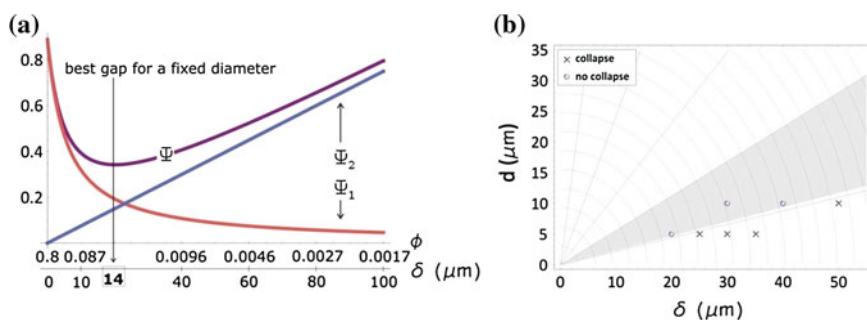 (a)
best gap for a fixed diameter
0.8
0.6
0.4
0.2
Ψ
Ψ₂
Ψ₁
0.8 0.087 0.0096 0.0046 0.0027 0.0017
ϕ
0 10 14 40 60 80 100
δ (μm)
(b)
× collapse
○ no collapse
d (μm)
35
30
25
20
15
10
5
0
0 10 20 30 40 50
δ (μm)